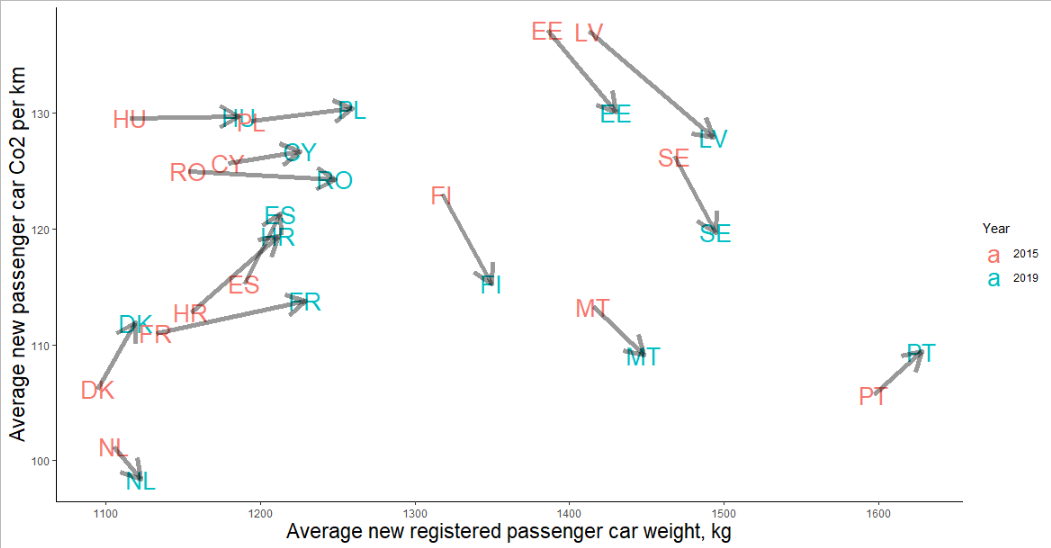 EE LV
130
HU HU PL PL
EE
LV
CY CY
RO RO
SE
FI
120
ES
HR
SE
ES
FI
HR
FR
MT
DK
FR
110
MT
PT
DK
PT
NL
100
NL
1100 1200 1300 1400 1500 1600
Average new registered passenger car weight, kg
Average new passenger car Co2 per km
Year
a 2015
a 2019